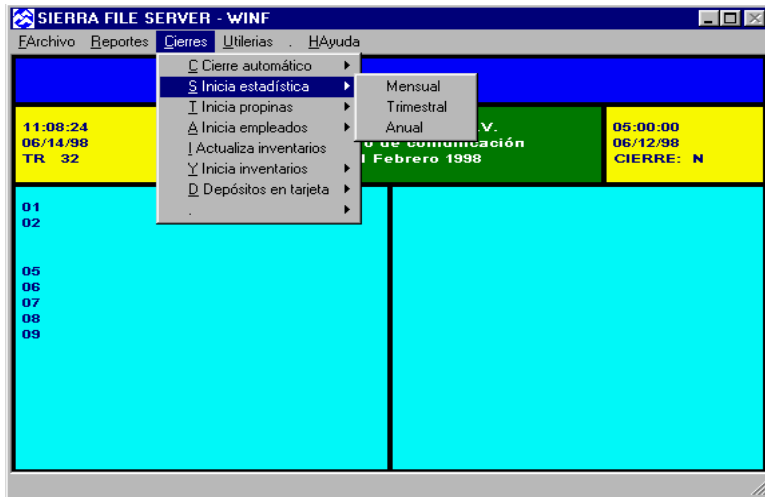 SIERRA FILE SERVER - WINF
FArchivo Reportes Cierres Utilerias . HAyuda
C Cierre automático
S Inicia estadística
T Inicia propinas
A Inicia empleados
I Actualiza inventarios
Y Inicia inventarios
D Depósitos en tarjeta
.
Mensual
Trimestral
Anual
11:08:24
06/14/98
TR 32
.V.
o de comunicación
Febrero 1998
05:00:00
06/12/98
CIERRE: N
01
02
05
06
07
08
09